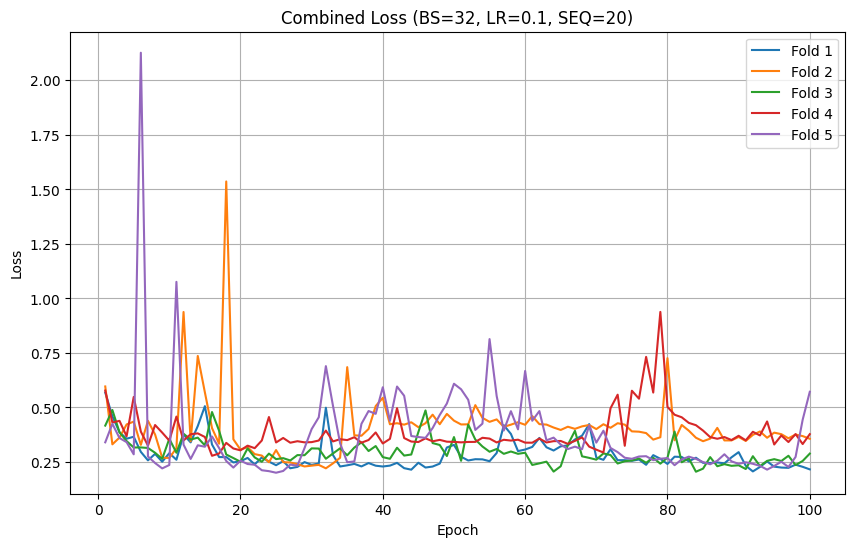 Combined Loss (BS=32, LR=0.1, SEQ=20)
Fold 1
Fold 2
Fold 3
Fold 4
Fold 5
Loss
2.00
1.75
1.50
1.25
1.00
0.75
0.50
0.25
0
20
40
60
80
100
Epoch